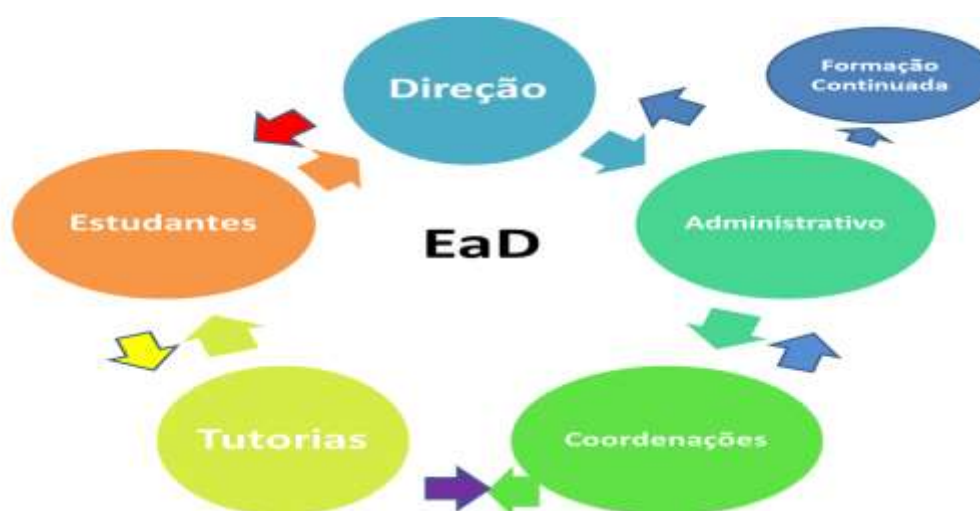 Direção
Formação
Continuada
Estudantes
Administrativo
EaD
Tutorias
Coordenações